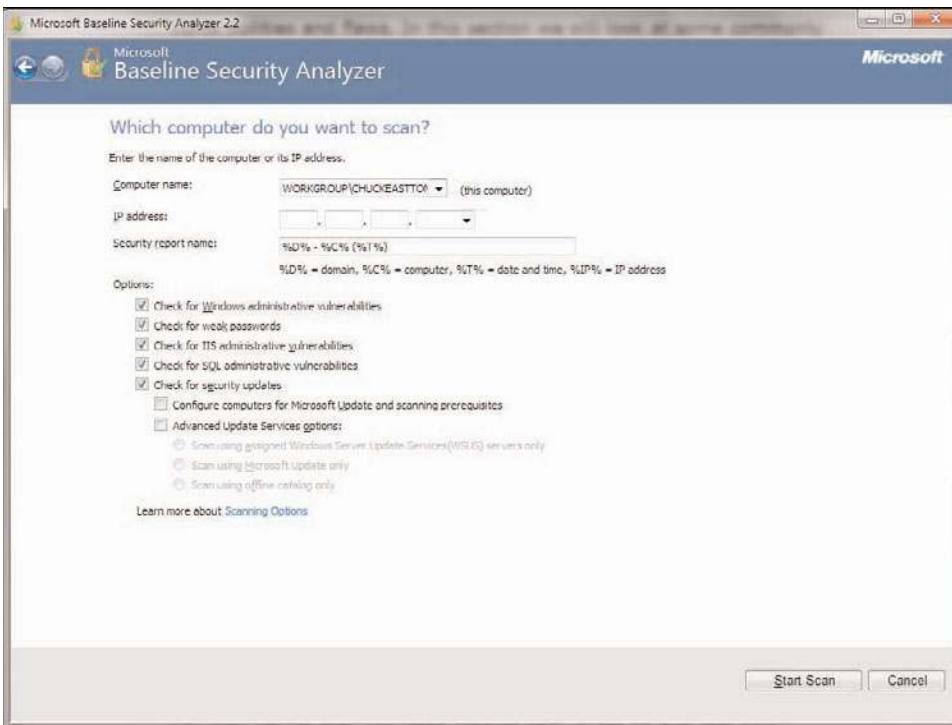 Microsoft Baseline Security Analyzer 2.2
Microsoft
Baseline Security Analyzer
Microsoft
Which computer do you want to scan?
Enter the name of the computer or its IP address.
Computer name:
WORKGROUP\CHUCKEASTTON
(this computer)
IP address:
Security report name:
%D% - %C% (%T%)
%D% = domain, %C% = computer, %T% = date and time, %IP% = IP address
Options:
Check for Windows administrative vulnerabilities
Check for weak passwords
Check for IIS administrative vulnerabilities
Check for SQL administrative vulnerabilities
Check for security updates
Configure computers for Microsoft Update and scanning prerequisites
Advanced Update Services options:
Scan using assigned Windows Server Update Services(WSUS) servers only
Scan using Microsoft Update only
Scan using offline catalog only
Learn more about Scanning Options
Start Scan
Cancel